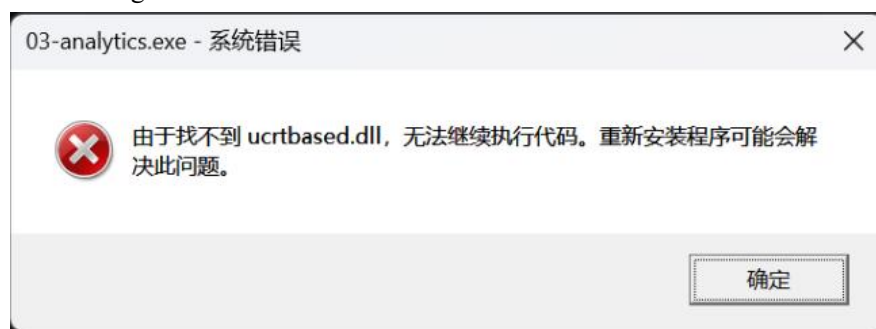 03-analytics.exe - 系统错误
由于找不到 ucrtbased.dll，无法继续执行代码。重新安装程序可能会解
决此问题。
确定